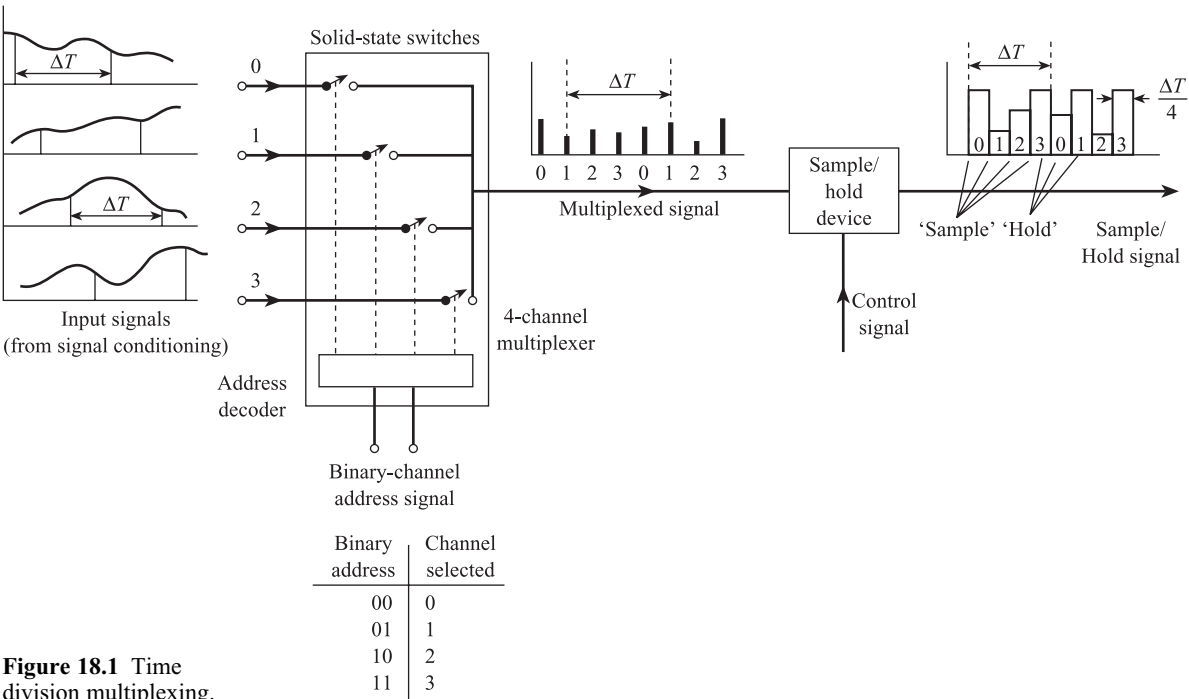 ΔT
ΔT
Input signals
(from signal conditioning)
Solid-state switches
0
1
2
3
4-channel
multiplexer
Address
decoder
Binary-channel
address signal
Binary address | Channel selected
00 | 0
01 | 1
10 | 2
11 | 3
ΔT
0 1 2 3 0 1 2 3
Multiplexed signal
Sample/
hold
device
Control
signal
ΔT
ΔT/4
0 1 2 3 0 1 2 3
‘Sample’ ‘Hold’
Sample/
Hold signal
Figure 18.1 Time
division multiplexing.